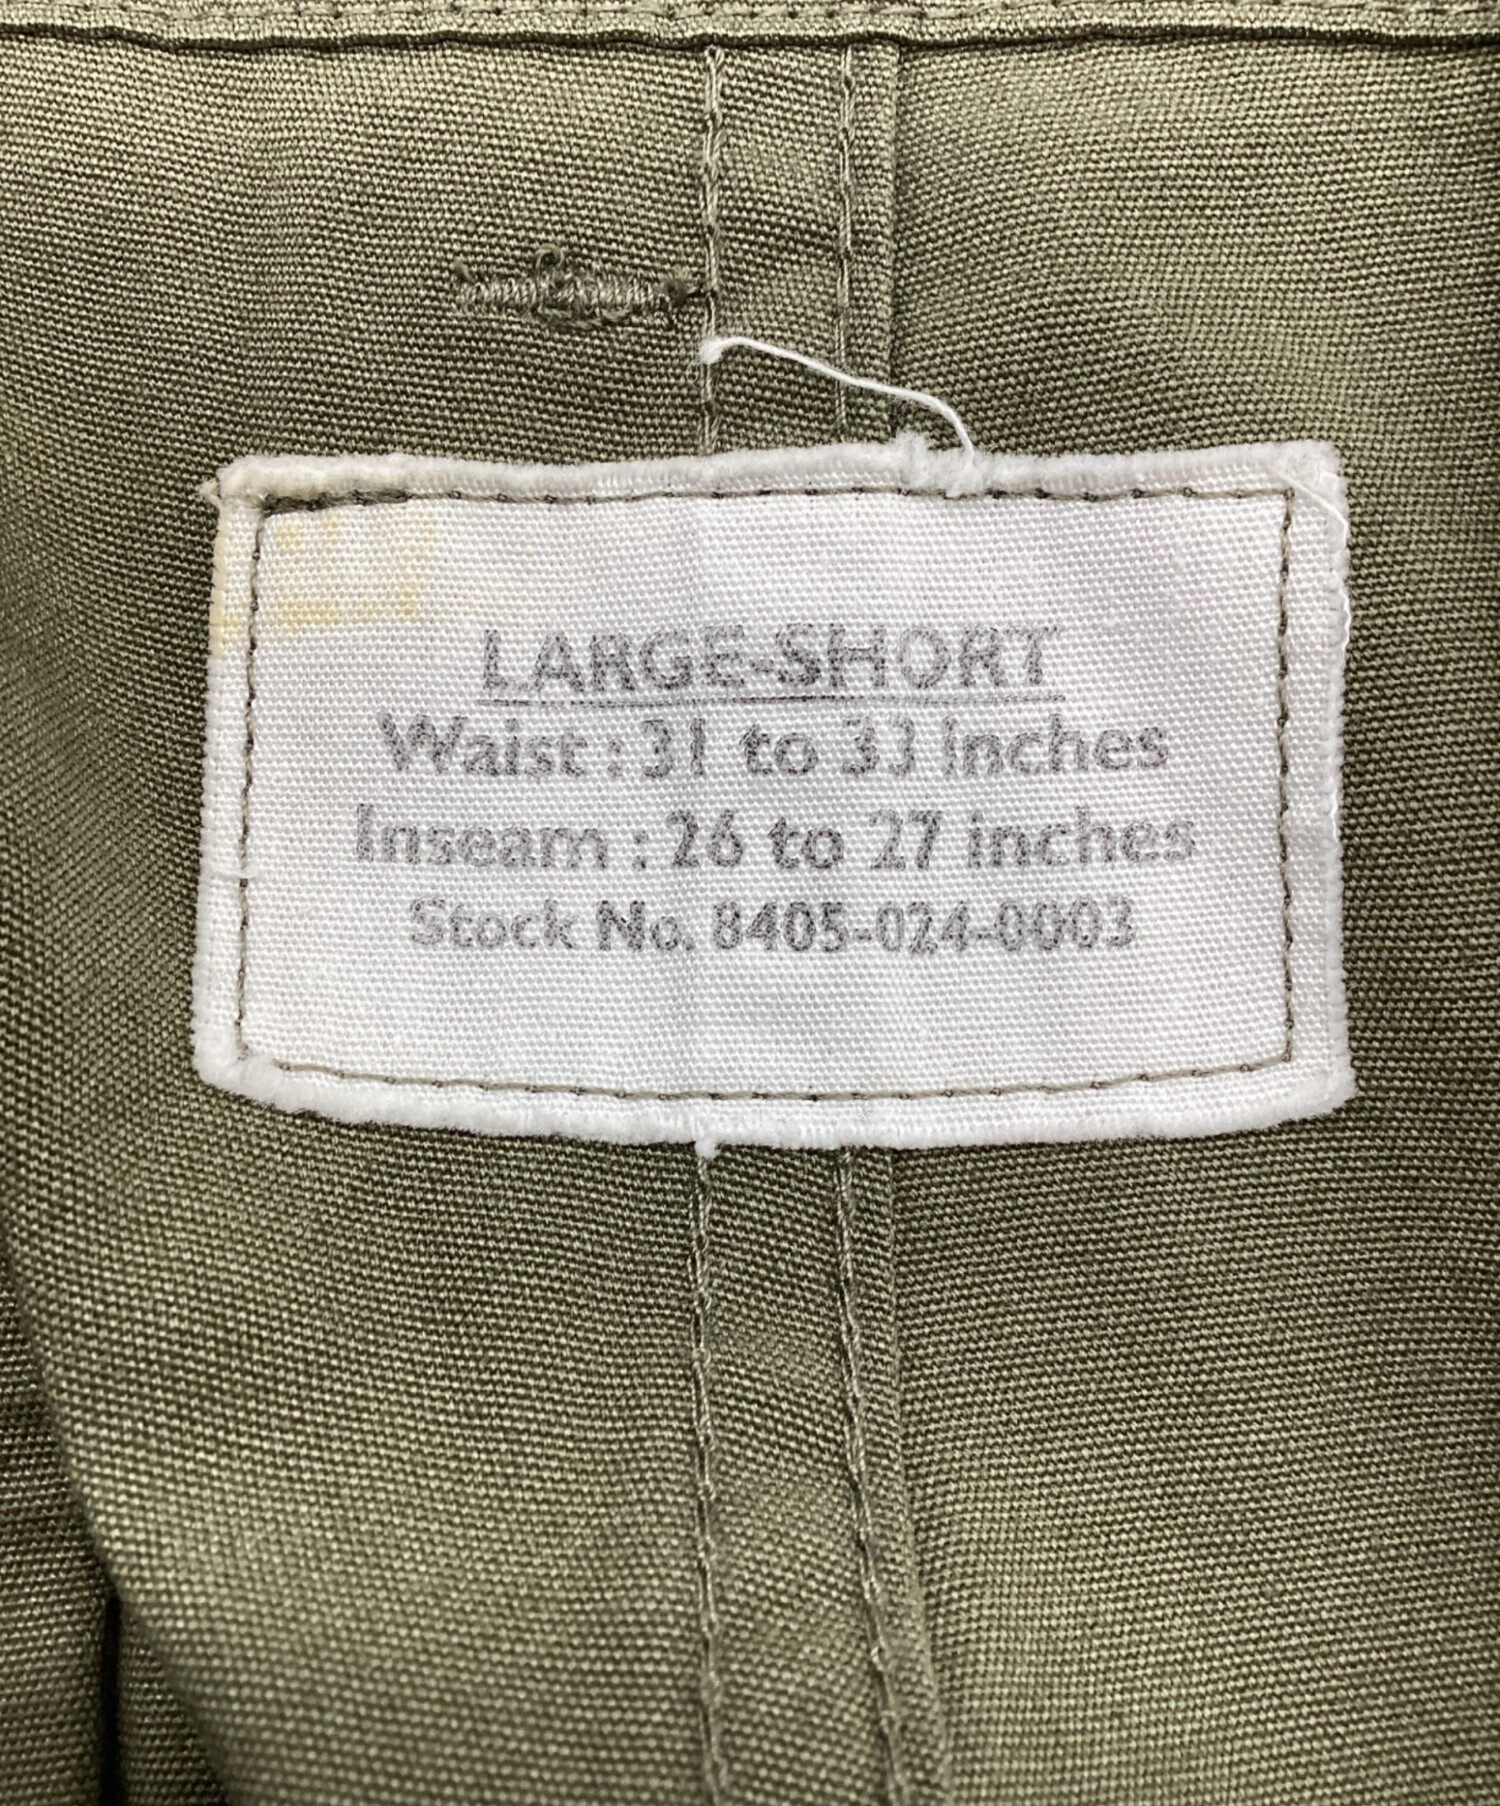 LARGE-SHORT
Waist : 31 to 33 inches
Inseam : 26 to 27 inches
Stock No. 8405-024-0003